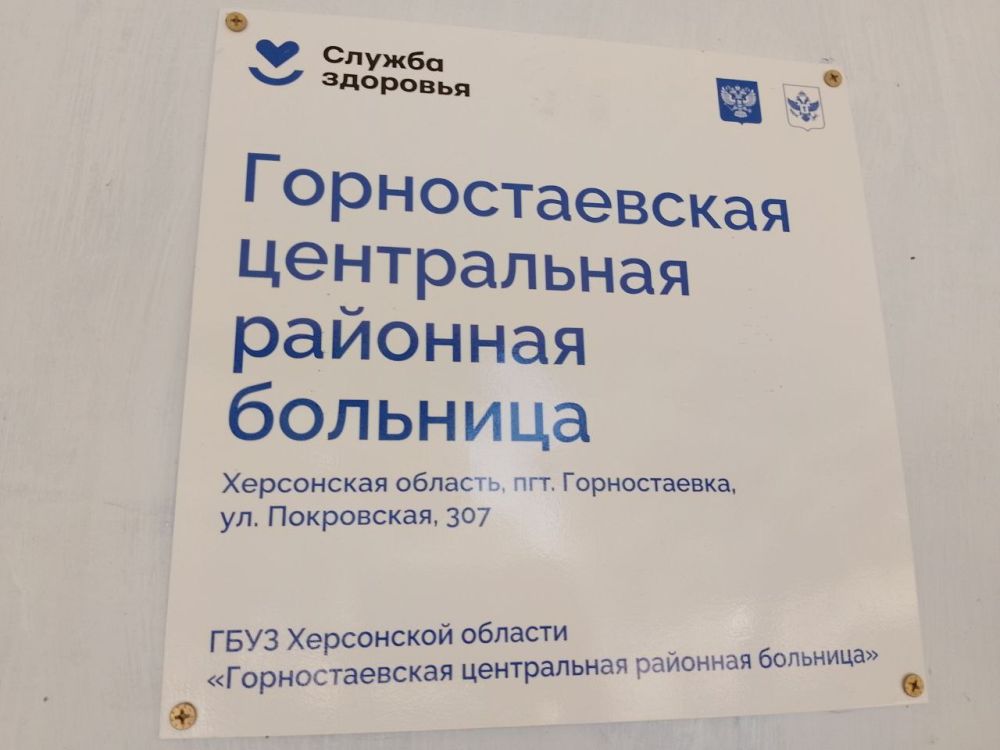 Служба
здоровья
Горностаевская
центральная
районная
больница
Херсонская область, пгт. Горностаевка,
ул. Покровская, 307
ГБУЗ Херсонской области
«Горностаевская центральная районная больница»